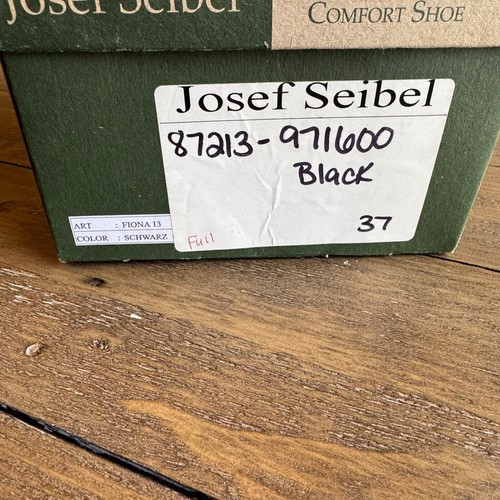 Josef Seibel
COMFORT SHOE
Josef Seibel
87213-971600
Black
37
Full
ART : FIONA 13
COLOR : SCHWARZ